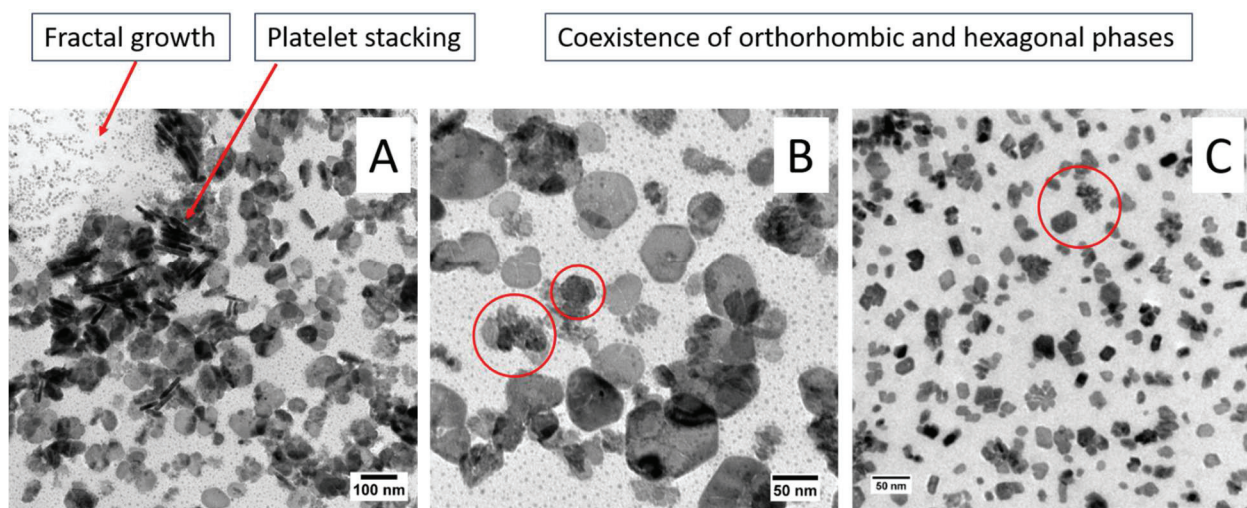 Fractal growth
Platelet stacking
Coexistence of orthorhombic and hexagonal phases
A
B
C
100 nm
50 nm
50 nm